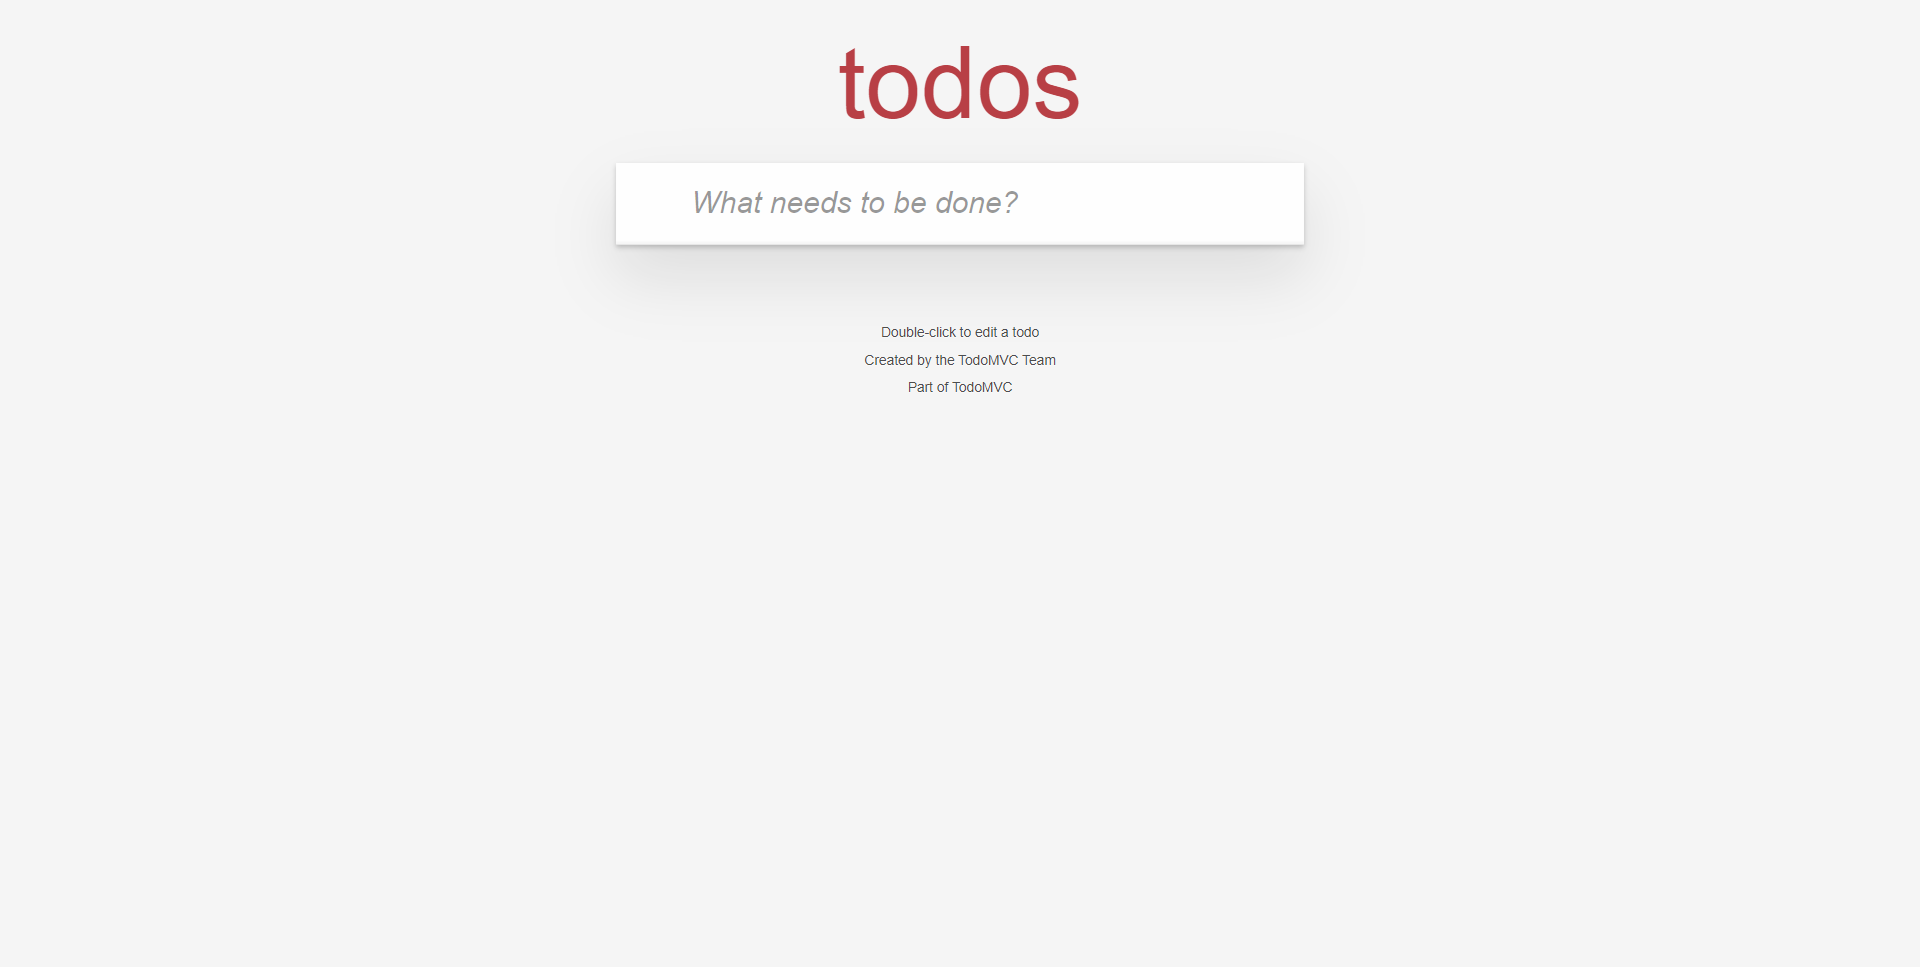 todos
What needs to be done?
Double-click to edit a todo
Created by the TodoMVC Team
Part of TodoMVC